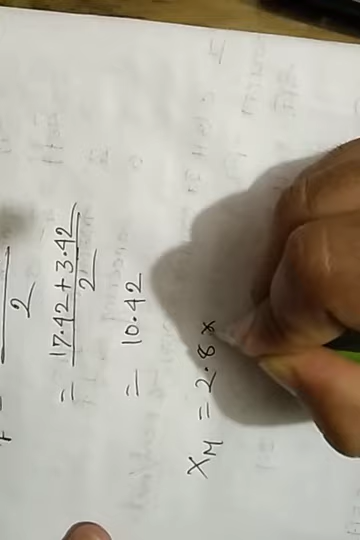 2
= 17.42 + 3.42
2
= 10.42
X_M = 2.8 x